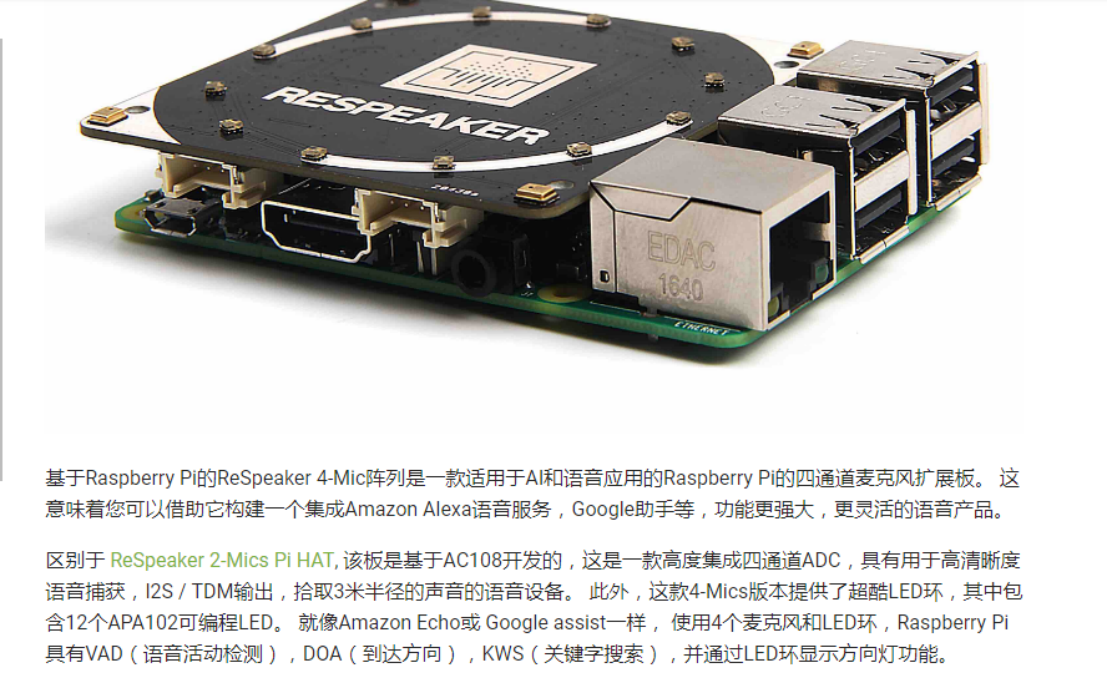 RESPEAKER
EDAC
1640
ETHERNET
基于Raspberry Pi的ReSpeaker 4-Mic阵列是一款适用于AI和语音应用的Raspberry Pi的四通道麦克风扩展板。 这
意味着您可以借助它构建一个集成Amazon Alexa语音服务，Google助手等，功能更强大，更灵活的语音产品。
区别于 ReSpeaker 2-Mics Pi HAT, 该板是基于AC108开发的，这是一款高度集成四通道ADC，具有用于高清晰度
语音捕获，I2S / TDM输出，拾取3米半径的声音的语音设备。 此外，这款4-Mics版本提供了超酷LED环，其中包
含12个APA102可编程LED。 就像Amazon Echo或 Google assist一样， 使用4个麦克风和LED环，Raspberry Pi
具有VAD（语音活动检测），DOA（到达方向），KWS（关键字搜索），并通过LED环显示方向灯功能。